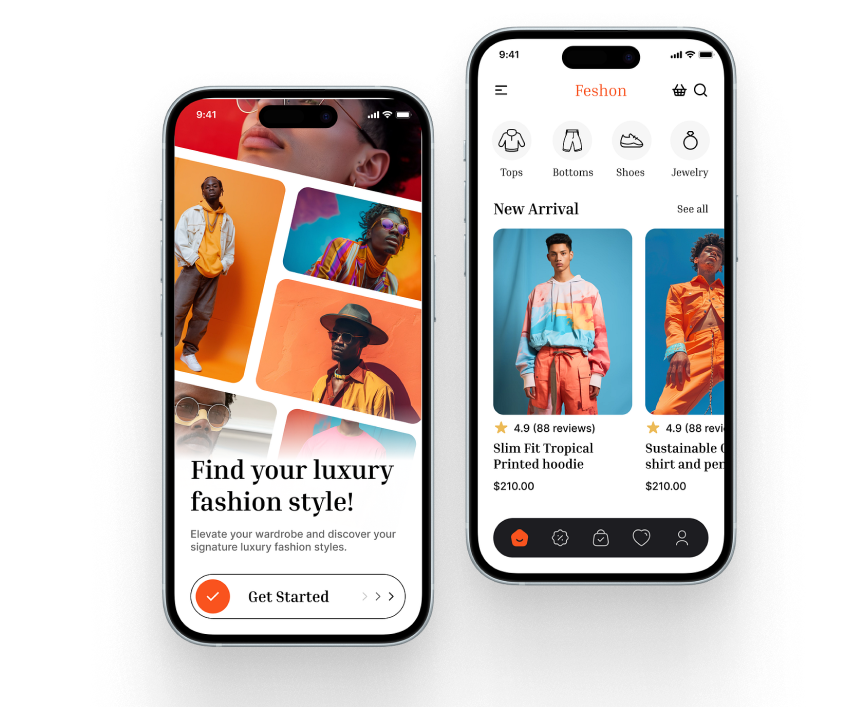 9:41
Find your luxury
fashion style!
Elevate your wardrobe and discover your
signature luxury fashion styles.
Get Started
9:41
Feshon
Tops Bottoms Shoes Jewelry
New Arrival See all
4.9 (88 reviews)
Slim Fit Tropical
Printed hoodie
$210.00
4.9 (88
Sustainable
shirt and
$210.00